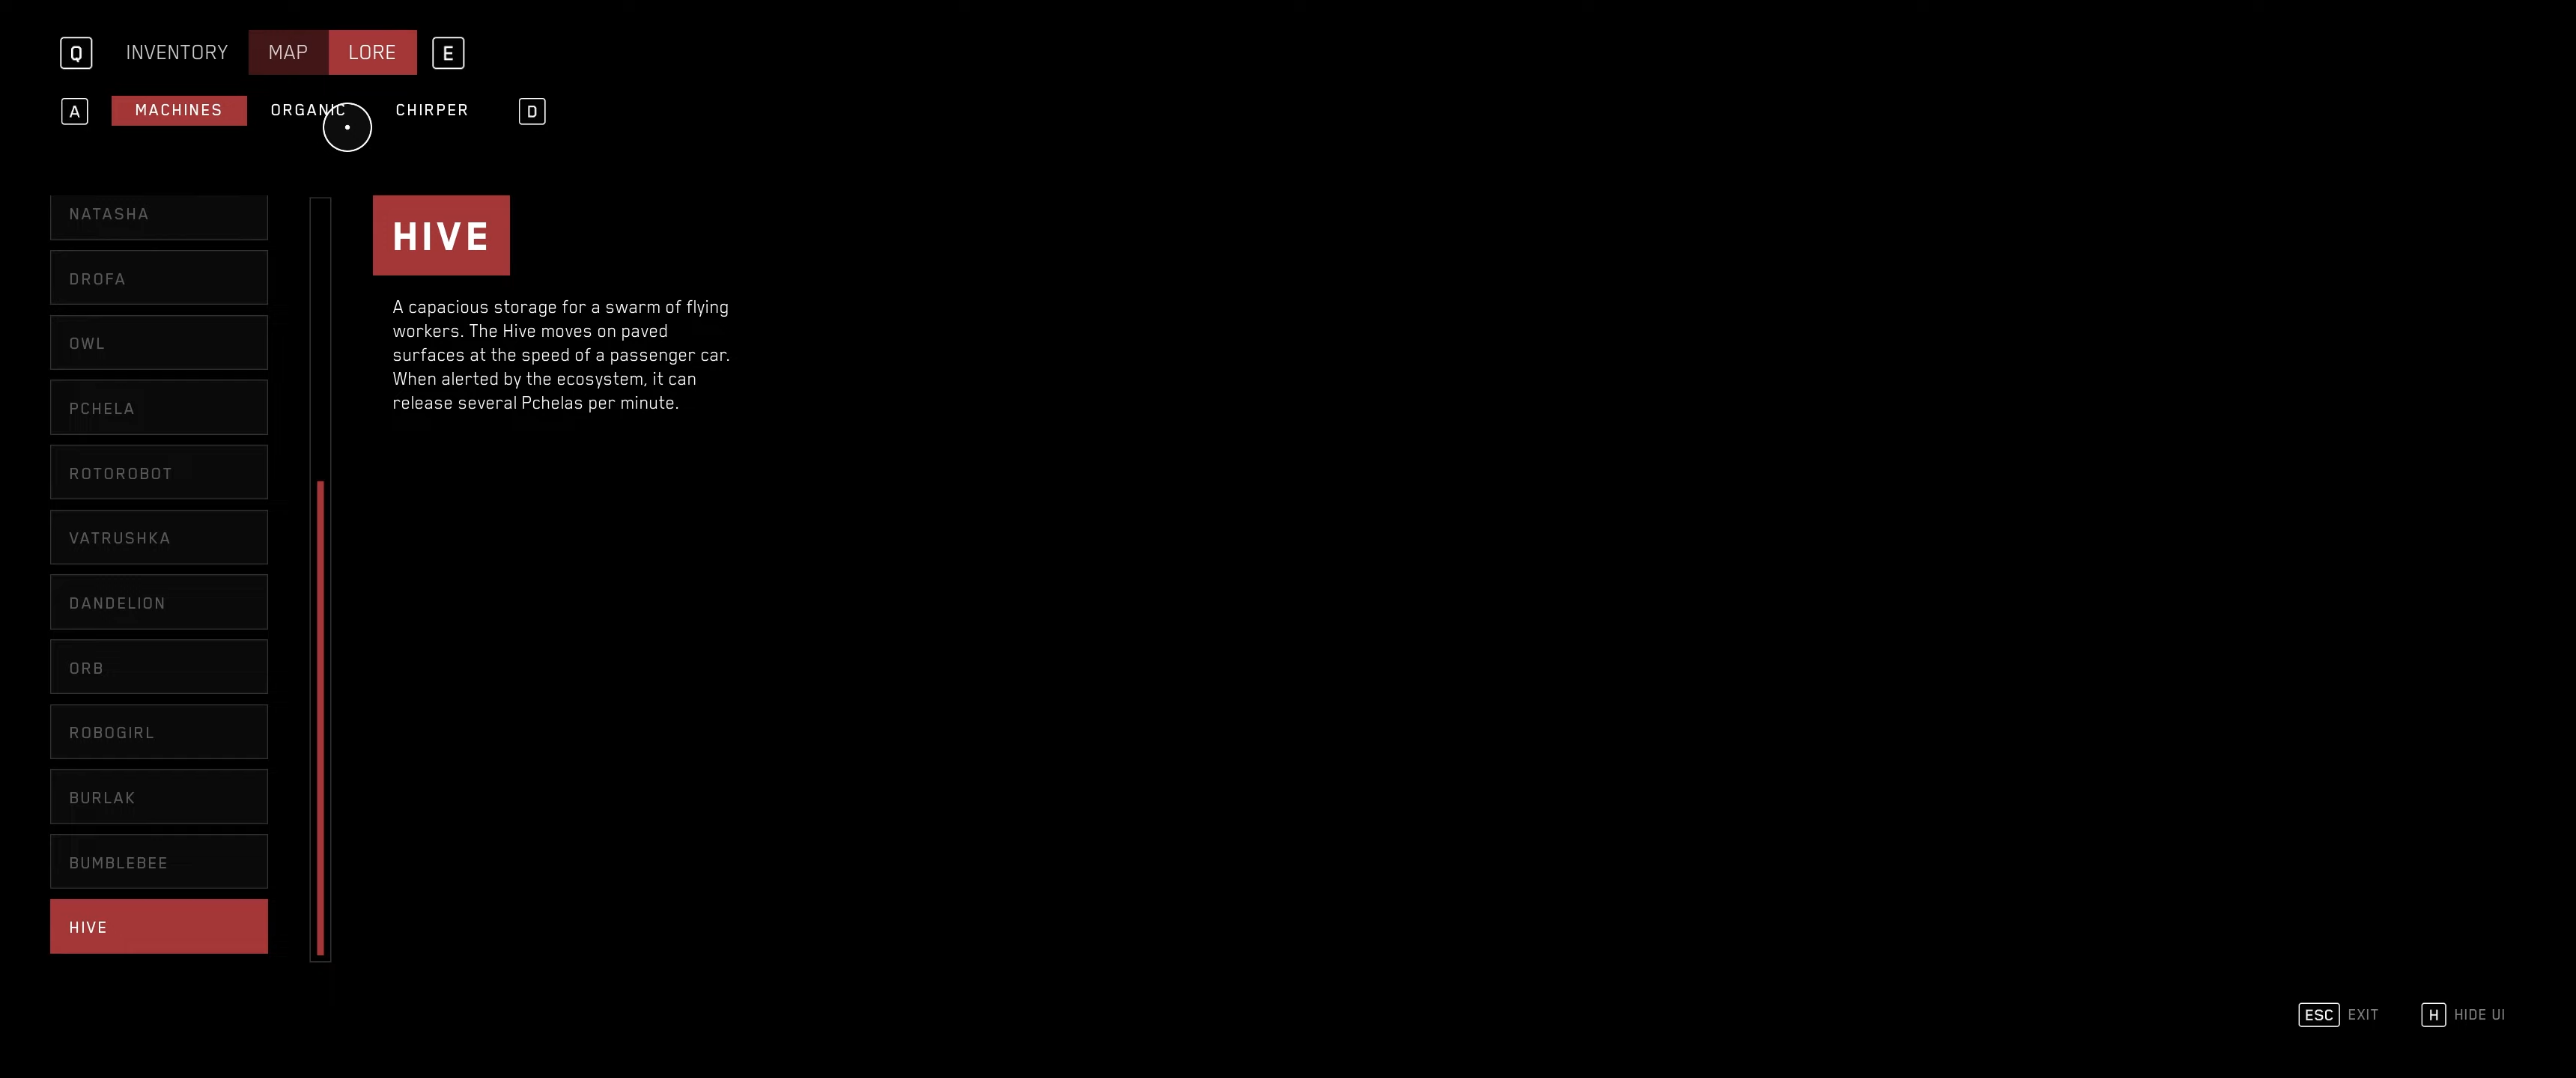 Q INVENTORY MAP LORE E
A MACHINES ORGANIC CHIRPER D
NATASHA
DROFA
OWL
PCHELA
ROTOROBOT
VATRUSHKA
DANDELION
ORB
ROBOGIRL
BURLAK
BUMBLEBEE
HIVE
HIVE
A capacious storage for a swarm of flying
workers. The Hive moves on paved
surfaces at the speed of a passenger car.
When alerted by the ecosystem, it can
release several Pchelas per minute.
ESC EXIT H HIDE UI